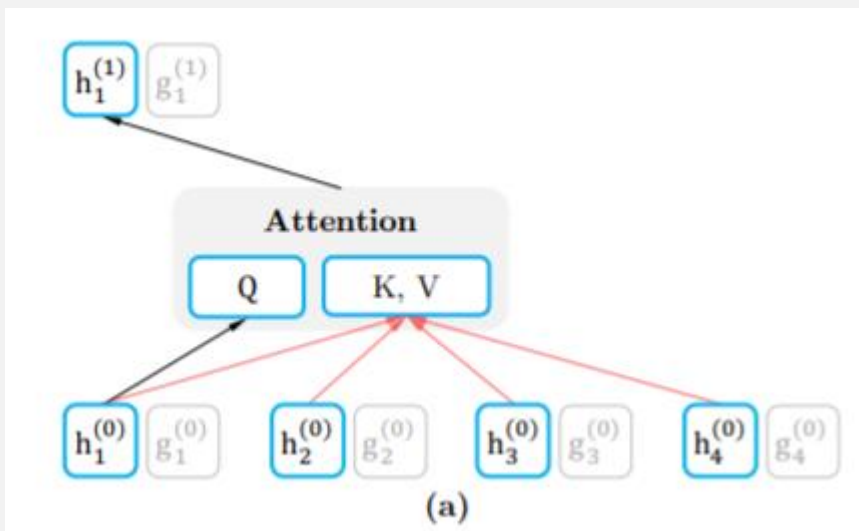 h₁⁽¹⁾ g₁⁽¹⁾
Attention
Q K, V
h₁⁽⁰⁾ g₁⁽⁰⁾ h₂⁽⁰⁾ g₂⁽⁰⁾ h₃⁽⁰⁾ g₃⁽⁰⁾ h₄⁽⁰⁾ g₄⁽⁰⁾
(a)